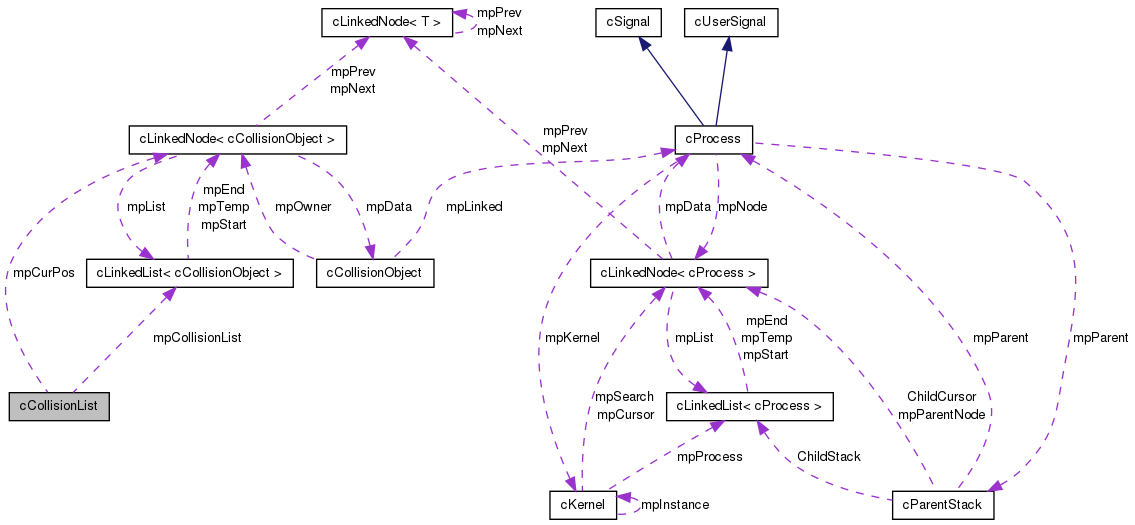 cLinkedNode< T >
mpPrev
mpNext
cSignal
cUserSignal
mpPrev
mpNext
cLinkedNode< cCollisionObject >
mpPrev
mpNext
cProcess
mpList
mpEnd
mpTemp
mpStart
mpOwner
mpData
mpLinked
mpData
mpNode
mpCurPos
cLinkedList< cCollisionObject >
cCollisionObject
cLinkedNode< cProcess >
mpCollisionList
mpKernel
mpList
mpEnd
mpTemp
mpStart
mpParent
mpParent
cCollisionList
mpSearch
mpCursor
cLinkedList< cProcess >
ChildCursor
mpParentNode
mpProcess
ChildStack
cKernel
mpInstance
cParentStack